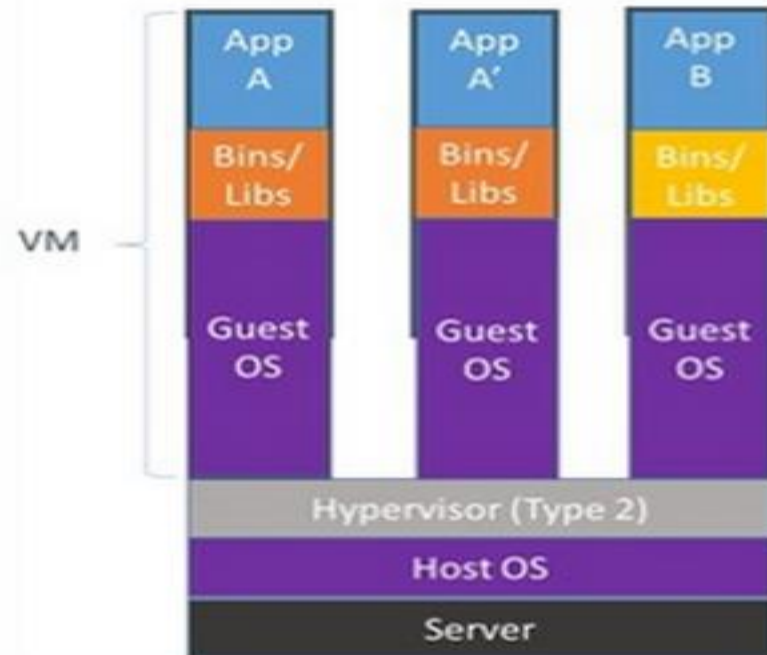 App
A
App
A’
App
B
Bins/
Libs
Bins/
Libs
Bins/
Libs
VM
Guest
OS
Guest
OS
Guest
OS
Hypervisor (Type 2)
Host OS
Server